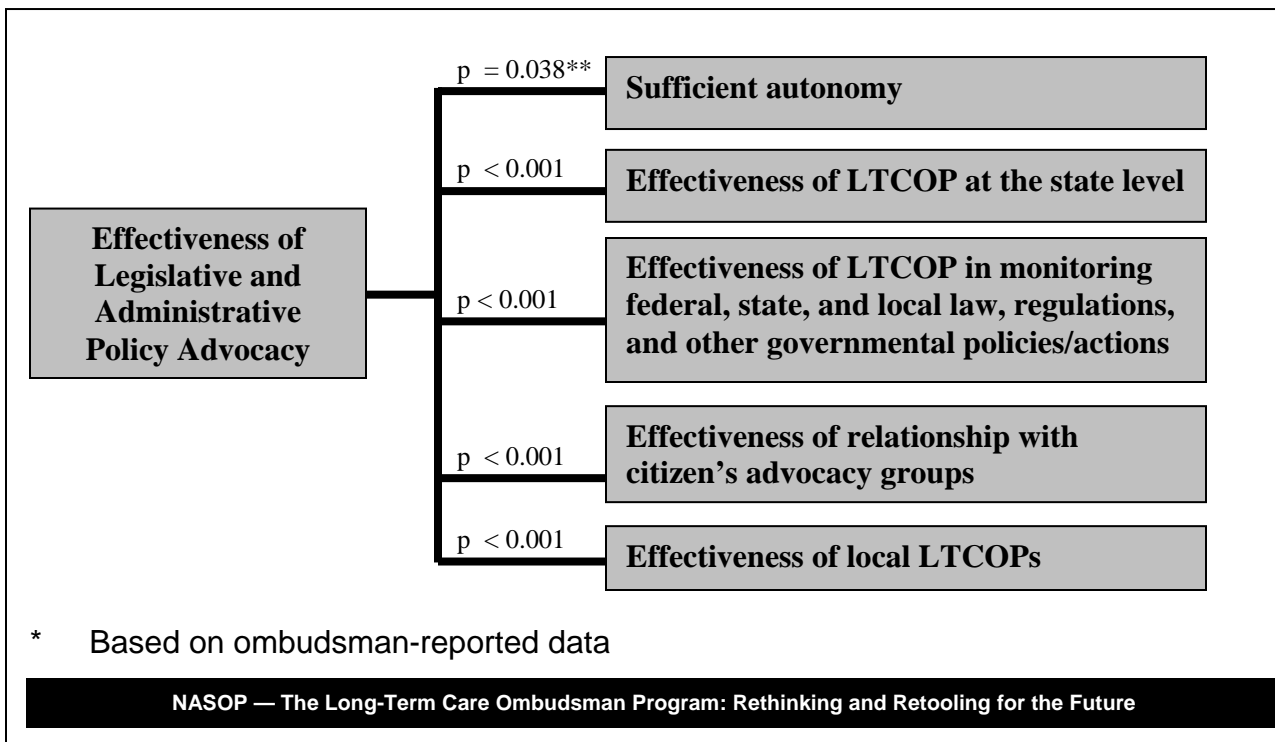 p = 0.038**
Sufficient autonomy
p < 0.001
Effectiveness of LTCOP at the state level
Effectiveness of
Legislative and
Administrative
Policy Advocacy
p < 0.001
Effectiveness of LTCOP in monitoring
federal, state, and local law, regulations,
and other governmental policies/actions
p < 0.001
Effectiveness of relationship with
citizen’s advocacy groups
p < 0.001
Effectiveness of local LTCOPs
* Based on ombudsman-reported data
NASOP — The Long-Term Care Ombudsman Program: Rethinking and Retooling for the Future